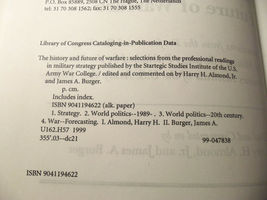 P.O. Box 85889, 2508 CN The Hague, The Netherlands
tel: 31 70 308 1562; fax: 31 70 308 1555
Library of Congress Cataloging-in-Publication Data
The history and future of warfare : selections from the professional readings
in military strategy published by the Startegic Studies Institute of the U.S.
Army War College. / edited and commented on by Harry H. Almond, Jr.
and James A. Burger.
p. cm.
Includes index.
ISBN 9041194622 (alk. paper)
1. Strategy. 2. World politics--1989- . 3. World politics--20th century.
4. War--Forecasting. I. Almond, Harry H. II. Burger, James A.
U162.H57 1999
355'.03--dc21
99-047838
ISBN 9041194622